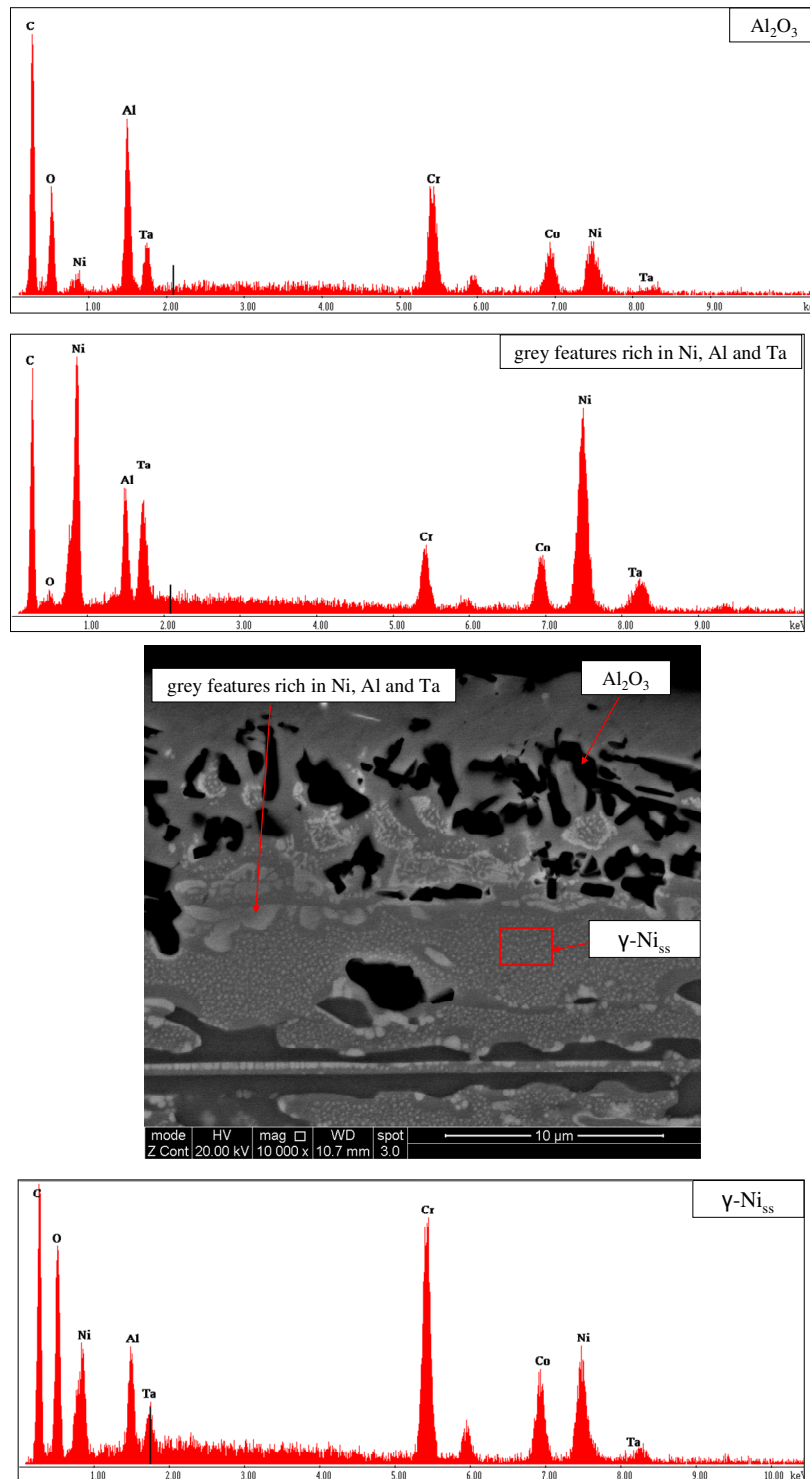 Al₂O₃
C
Al
O
Cr
Ta
Co
Ni
Ni
Ta
1.00 2.00 3.00 4.00 5.00 6.00 7.00 8.00 9.00 ke
grey features rich in Ni, Al and Ta
C
Ni
Ni
Al
Ta
Cr
Co
O
Ta
1.00 2.00 3.00 4.00 5.00 6.00 7.00 8.00 9.00 keV
grey features rich in Ni, Al and Ta
Al₂O₃
γ-Niss
mode HV mag □ WD spot
Z Cont 20.00 kV 10 000 x 10.7 mm 3.0
10 µm
γ-Niss
C
Cr
O
Ni
Al
Ni
Co
Ta
Ta
1.00 2.00 3.00 4.00 5.00 6.00 7.00 8.00 9.00 10.00 keV